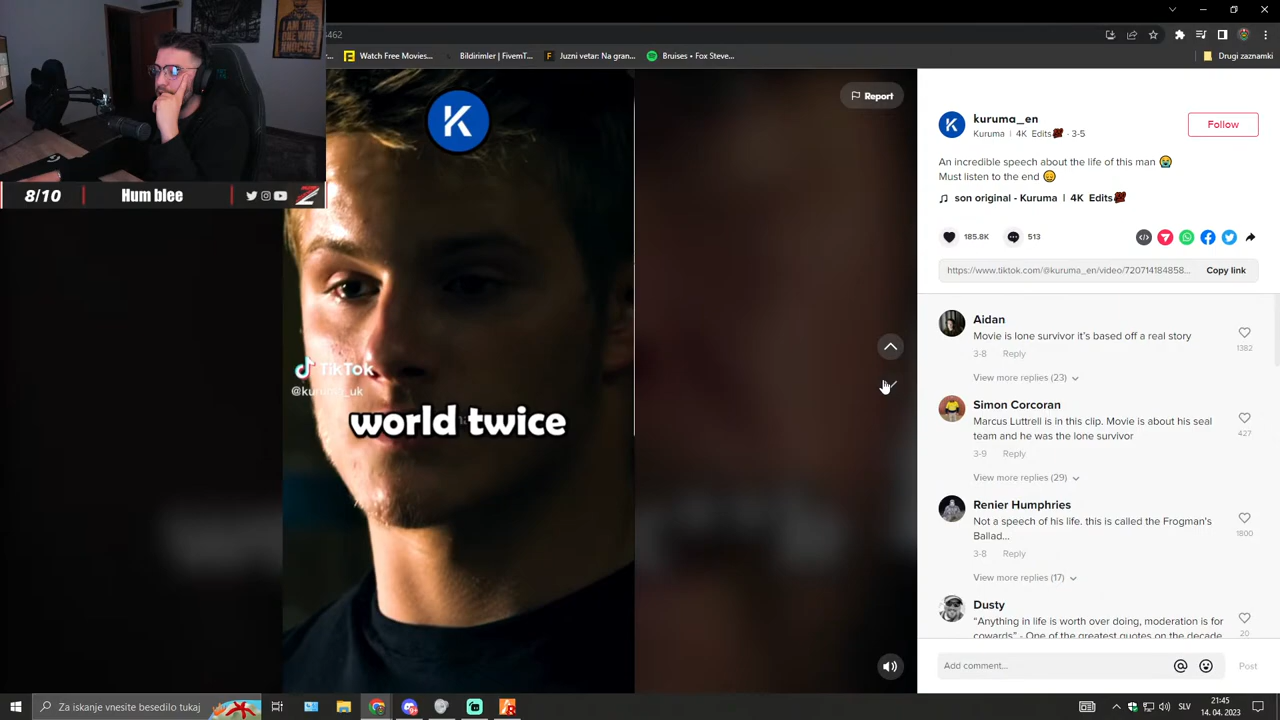 I AM THE
ONE WHO
KNOCKS
8/10
Hum blee
3462
Watch Free Movies...
Bildirimler | FivemT...
Juzni vetar: Na gran...
Bruises • Fox Steve...
Drugi zaznamki
K
Report
TikTok
world twice
K
kuruma_en
Kuruma | 4K Edits · 3-5
Follow
An incredible speech about the life of this man 😭
Must listen to the end 😔
son original - Kuruma | 4K Edits
185.8K
513
https://www.tiktok.com/@kuruma_en/video/720714184858...
Copy link
Aidan
Movie is lone survivor it's based off a real story
1382
3-8 Reply
View more replies (23)
Simon Corcoran
Marcus Luttrell is in this clip. Movie is about his seal
team and he was the lone survivor
427
3-9 Reply
View more replies (29)
Renier Humphries
Not a speech of his life. this is called the Frogman's
Ballad...
1800
3-8 Reply
View more replies (17)
Dusty
"Anything in life is worth over doing, moderation is for
cowards" - One of the greatest quotes on the decade
20
Add comment...
Post
Za iskanje vnesite besedilo tukaj
SLV
21:45
14. 04. 2023